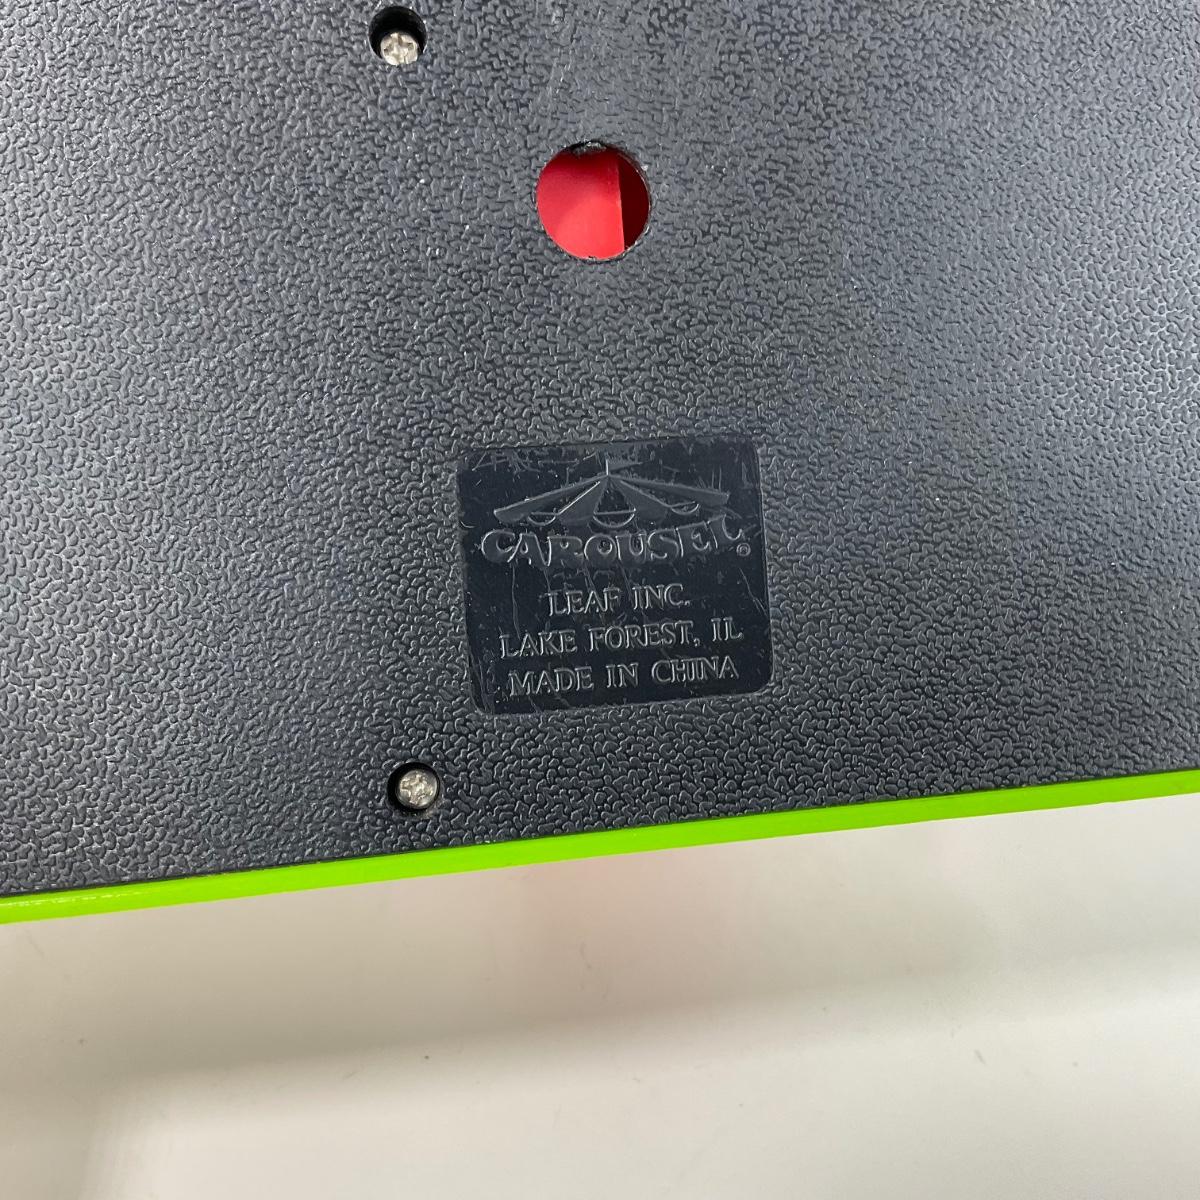 CAROUSEL®
LEAF INC.
LAKE FOREST, IL
MADE IN CHINA